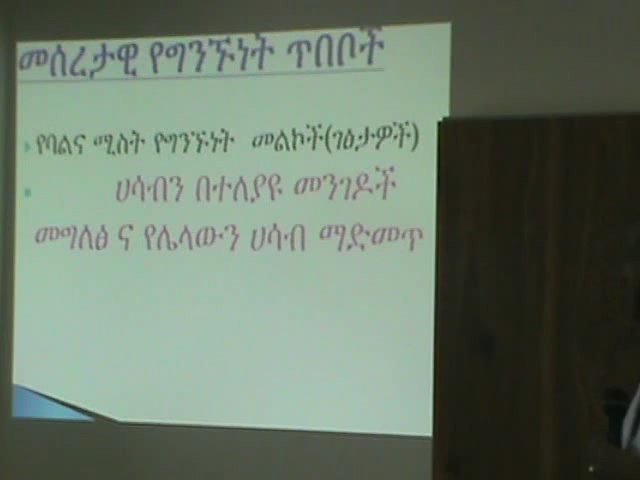 መሰረታዊ የግንኙነት ጥበቦች
የባልና ሚስት የግንኙነት መልኮች(ገፅታዎች)
ሀሳብን በተለያዩ መንገዶች
መግለፅ ና የሌላውን ሀሳብ ማድመጥ